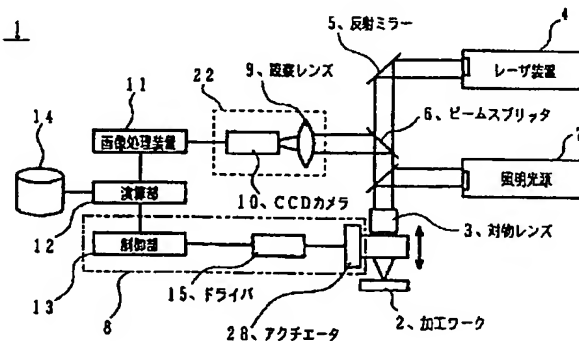 1
5、反射ミラー
4
レーザ装置
9、観察レンズ
22
11
6、ビームスプリッタ
画像処理装置
14
7
照明光源
10、CCDカメラ
演算部
12
3、対物レンズ
制御部
13
15、ドライバ
8
28、アクチエータ
2、加工ワーク